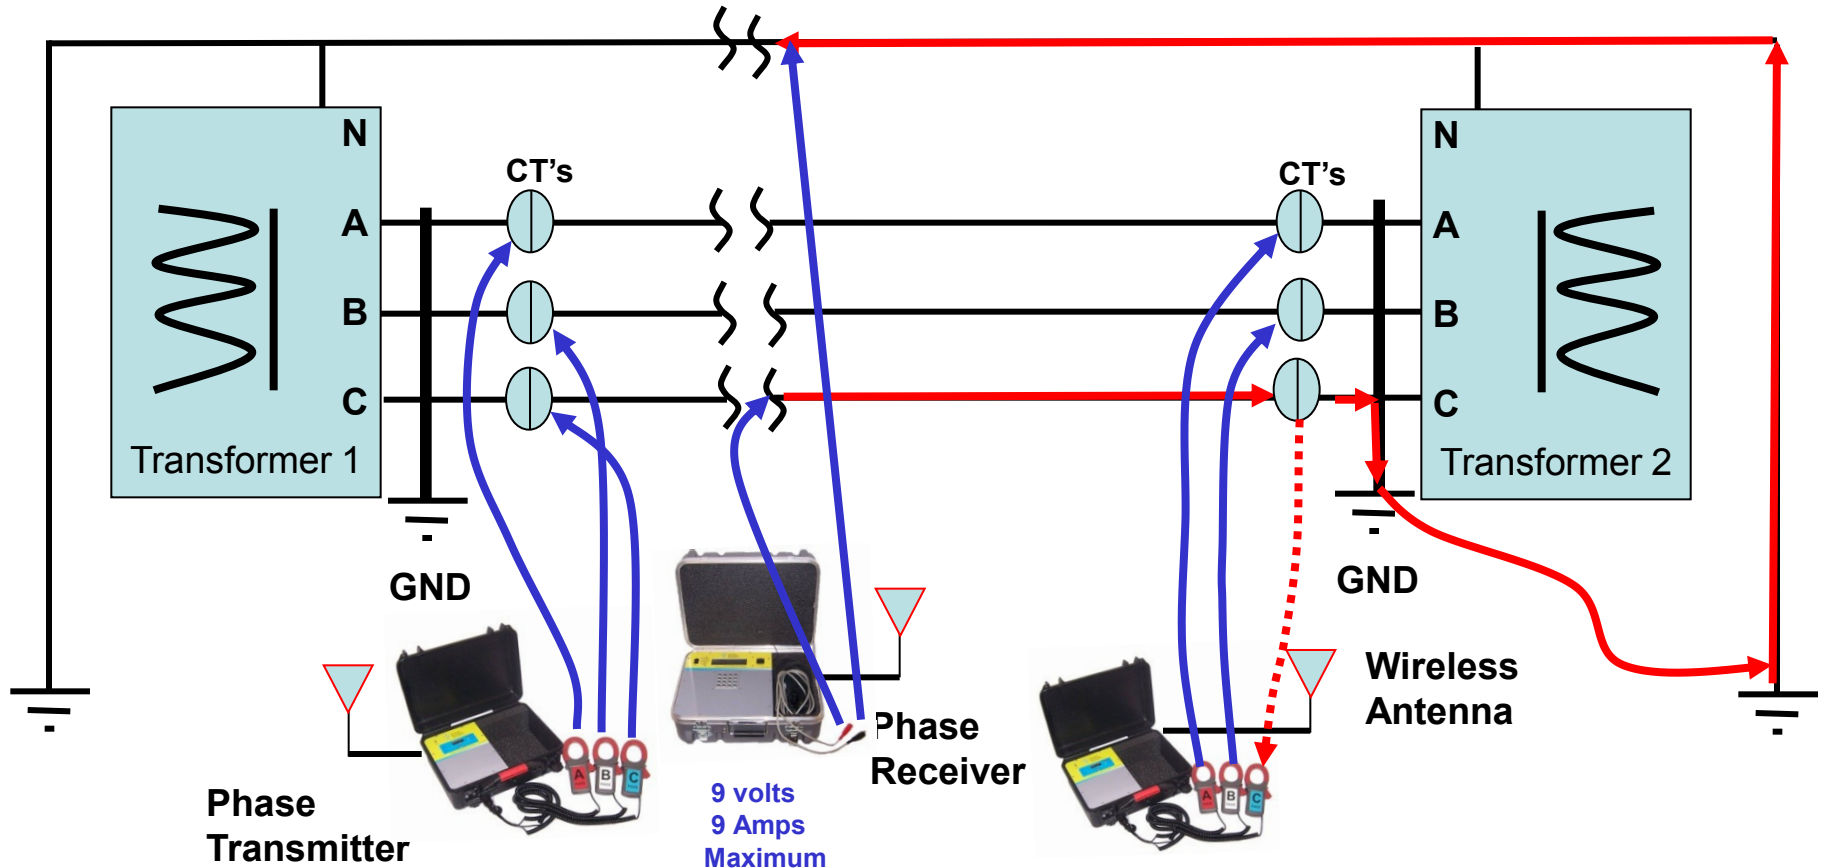 N
A
B
C
Transformer 1
CT's
GND
CT's
N
A
B
C
Transformer 2
GND
Phase
Transmitter
A
B
C
9 volts
9 Amps
Maximum
Phase
Receiver
A
B
C
Wireless
Antenna